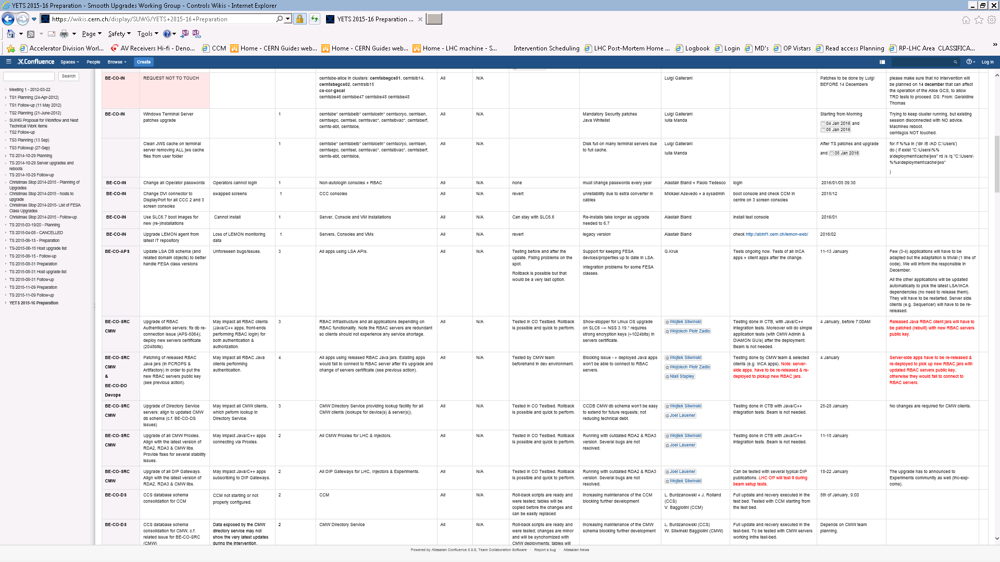 YETS 2015-16 Preparation - Smooth Upgrades Working Group - Controls Wikis - Internet Explorer
https://wikis.cern.ch/display/SUWG/YETS+2015-16+Preparation
YETS 2015-16 Preparation ...
Page Safety Tools
Accelerator Division Worl... AV Receivers Hi-fi - Deno... CCM Home - CERN Guides web... Home - CERN Guides web... Home - LHC machine - S... Intervention Scheduling LHC Post-Mortem Home ... Logbook Login MD's OP Vistars Read access Planning RP-LHC Area CLASSIFICA...
Confluence Spaces People Browse Create Log in
Search
Meeting 1 - 2012-03-22
TS1 Planning (24-Apr-2012)
TS1 Follow-up (11 May 2012)
TS2 Planning (21-June-2012)
SUWG Proposal for Workflow and Next
Technical Work items
TS2 Follow-up
TS3 Planning (13 Sep)
TS3 Followup (27-Sep)
TS 2014-10-29 Planning
TS 2014-10-29 Server upgrades and
reboots
TS 2014-10-29 Follow-up
Christmas Stop 2014-2015 - Planning of
Upgrades
Christmas Stop 2014-2015 - hosts to
upgrade
Christmas Stop 2014-2015- List of FESA
Class Upgrades
Christmas Stop 2014-2015 - Follow-up
TS 2015-03-19/20 - Planning
TS 2015-04-08 - CANCELLED
TS 2015-06-15 - Preparation
TS-2015-06-15 Host upgrade list
TS 2015-06-15 - Follow-up
TS 2015-08-31 Preparation
TS 2015-08-31 Host upgrade list
TS 2015-08-31 Follow-up
TS 2015-11-09 Preparation
TS 2015-11-09 Follow-up
YETS 2015-16 Preparation
BE-CO-IN
REQUEST NOT TO TOUCH
cerntsbe-alice in clusters: cerntsbegcs01, cerntslb14,
cerntsbegcs02, cerntrslb15
cs-ccr-gscal
cerntsbe46 cerntsbe47 cerntsbe48 cerntsbe48
All
N/A
Luigi Gallerani
Patches to be done by Luigi
BEFORE 14 Decembers
please make sure that no intervention will
be planned on 14 december that can affect
the operation of the Alice GCS, to allow
TRD tests to proceed. DS: From: Geraldine
Thomas
BE-CO-IN
Windows Terminal Server
patches upgrade
1
cerntsbe* cerntsbelb* cerntslcetn* cerntscryo, cerntsen,
cerntsepc, cerntsel, cerntsvac*, cerntslbvac*, cerntsberf,
cernts-abt, cerntsice,
All
N/A
Mandatory Security patches
Java Whitelist
Luigi Gallerani
Iulia Manda
Starting from Morning
04 Jan 2016 and
05 Jan 2016
Trying to keep cluster running, but existing
session disconnected with NO advice.
Machines reboot.
cerntsgcs NOT touched.
Clean JWS cache on terminal
server removing ALL jws cache
files from user folder
1
cerntsbe* cerntsbelb* cerntslcetn* cerntscryo, cerntsen,
cerntsepc, cerntsel, cerntsvac*, cerntslbvac*, cerntsberf,
cernts-abt, cerntsice,
All
N/A
Disk full on many terminal servers due
to full cache.
Luigi Gallerani
Iulia Manda
After TS patches and upgrade
and 05 Jan 2016
for /f %%a in ('dir /B /AD C:\Users')
do ( if exist "C:\Users\%%
a\deployment\cache\jws" rd /s /q "C:\Users\
%%a\deployment\cache\jws"
)
BE-CO-IN
Change all Operator passwords
Operators cannot login
1
Non-autologin consoles + RBAC
All
N/A
none
must change passwords every year
Alastair Bland + Paolo Tedesco
login
2016/01/05 09:30
BE-CO-IN
Change DVI connector to
DisplayPort for all CCC 2 and 3
screen consoles
swapped screens
1
CCC consoles
All
N/A
revert
unreliability due to extra converter in
cables
Mickael Azevedo + a sysadmin
boot console and check CCM in
centre on 3 screen consoles
2015/12
BE-CO-IN
Use SLC6.7 boot images for
new (re-)installations
Cannot install
1
Server, Console and VM installations
All
N/A
Can stay with SLC6.6
Re-installs take longer as upgrade
needed to 6.7
Alastair Bland
install test console
2016/01
BE-CO-IN
Upgrade LEMON agent from
latest IT repository
Loss of LEMON monitoring
data
1
Servers, Consoles and VMs
All
N/A
revert
legacy version
Alastair Bland
check http://abinf1.cern.ch/lemon-web/
2016/02
BE-CO-APS
Update LSA DB schema (and
related domain objects) to better
handle FESA class versions
Unforeseen bugs/issues.
3
All apps using LSA APIs.
All
N/A
Testing before and after the
update. Fixing problems on the
spot.
Rollback is possible but that
would be a very last option.
Support for keeping FESA
devices/properties up to date in LSA.
Integration problems for some FESA
classes.
G.Kruk
Tests ongoing now. Tests of all InCA
apps + client apps after the change.
11-13 January
Few (3-4) applications will have to be
adapted but the adaptation is trivial (1 line of
code). We will inform the responsible in
December.
All the other applications will be updated
automatically to pick the latest LSA/InCA
dependencies (no need to release them).
They will have to be restarted. Server side
clients (e.g. Sequencer) will have to be re-
released.
BE-CO-SRC
CMW
Upgrade of RBAC
Authentication servers: fix db re-
connection issue (APS-5064);
deploy new servers certificate
(2048bits).
May impact all RBAC clients
(Java/C++ apps, front-ends
performing RBAC login) for
both authentication &
authorization.
3
RBAC infrastructure and all applications depending on
RBAC functionality. Note the RBAC servers are redundant
so clients should not experience any service shortage.
All
N/A
Tested in CO Testbed. Rollback
is possible and quick to perform.
Show-stopper for Linux OS upgrade
on SLC6 --> NSS 3.19.* requires
strong encryption keys (>1024bits) in
servers certificate.
Wojtek Sliwinski
Wojciech Piotr Zadlo
Testing done in CTB, with Java/C++
integration tests. Moreover will do simple
application tests (with CMW Admin &
DIAMON GUIs) after the deployment.
Beam is not needed.
4 January, before 7:00AM
Released Java RBAC client jars will have to
be patched (rebuilt) with new RBAC servers
public key.
BE-CO-SRC
CMW
&
BE-CO-DO
Devops
Patching of released RBAC
Java jars (in PCROPS &
Artifactory) in order to put the
new RBAC servers public key
(see previous action).
May impact all RBAC Java
clients performing
authentication.
4
All apps using released RBAC Java jars. Existing apps
would fail to connect to RBAC server after it's upgrade and
change of servers certificate (see previous action).
All
N/A
Tested by CMW team
beforehand in dev environment.
Blocking issue - > deployed Java apps
won't be able to connect to RBAC
servers.
Wojtek Sliwinski
Wojciech Piotr Zadlo
Niall Stapley
Testing done by CMW team & selected
clients (e.g. InCA apps). Note: server-
side apps. have to be re-released & re-
deployed to pickup new RBAC jars.
4 January
Server-side apps have to be re-released &
re-deployed to pick up new RBAC jars with
updated RBAC servers public key,
otherwise they would fail to connect to
RBAC servers.
BE-CO-SRC
CMW
Upgrade of Directory Service
servers: align to updated CMW
db schema (c.f. BE-CO-DS
issues)
May impact all CMW clients,
which peform lookup in
Directory Service.
3
CMW Directory Service providing lookup facility for all
CMW clients (lookups for device(s) & server(s)).
All
N/A
Tested in CO Testbed. Rollback
is possible and quick to perform.
CCDB CMW db schema won't be easy
to extend for future requests; not
reducing technical debt.
Wojtek Sliwinski
Joel Lauener
Testing done in CTB with Java/C++
integration tests. Beam is not needed.
25-28 January
No changes are required for CMW clients.
BE-CO-SRC
CMW
Upgrade of all CMW Proxies.
Align with the latest version of
RDA2, RDA3 & CMW libs.
Provide fixes for several stability
issues.
May impact Java/C++ apps
connecting via Proxies.
2
All CMW Proxies for LHC & Injectors.
All
N/A
Tested in CO Testbed. Rollback
is possible and quick to perform.
Running with outdated RDA2 & RDA3
version. Several bugs are not
resolved.
Wojtek Sliwinski
Joel Lauener
Testing done in CTB with Java/C++
integration tests. Beam is not needed.
11-15 January
BE-CO-SRC
CMW
Upgrade of all DIP Gateways.
Align with the latest version of
RDA2, RDA3 & CMW libs.
May impact Java/C++ apps
subscribing to DIP Gateways.
2
All DIP Gateways for LHC, Injectors & Experiments.
All
N/A
Tested in CO Testbed. Rollback
is possible and quick to perform.
Running with outdated RDA2 & RDA3
version. Several bugs are not
resolved.
Joel Lauener
Wojtek Sliwinski
Can be tested with several typical DIP
publications. LHC OP will test it during
beam setup tests.
18-22 January
The upgrade has to announced to
Experiments community as well (lhc-exp-
coms).
BE-CO-DS
CCS database schema
consolidation for CCM
CCM not starting or not
properly configured.
2
CCM
All
N/A
Roll-back scripts are ready and
were tested; tables will be
copied before the changes and
can be easily replaced
Increasing maintenance of the CCM
blocking further development
L. Burdzanowski + J. Rolland
(CCS)
V. Baggiolini (CCM)
Full update and recvery executed in the
test bed. Tested with CCM starting from
the test bed.
5th of January, 9:00
BE-CO-DS
CCS database schema
consolidation for CMW, c.f.
related issue for BE-CO-SRC
(CMW)
Data exposed by the CMW
directory service may not
show the very latest updates
during the intervention.
2
CMW Directory Service
All
N/A
Roll-back scripts are ready and
were tested; changes are minor
and will be synchornized with
CMW deployments; tables will
Increasing maintenance of the CMW
schema blocking further development
L. Burdzanowski (CCS)
W. Sliwinski Baggiolini (CMW)
Full update and recvery executed in the
test-bed. To be tested with CMW servers
working inthe test-bed.
Depends on CMW team
planning.
Powered by Atlassian Confluence 5.8.6, Team Collaboration Software · Report a bug · Atlassian News